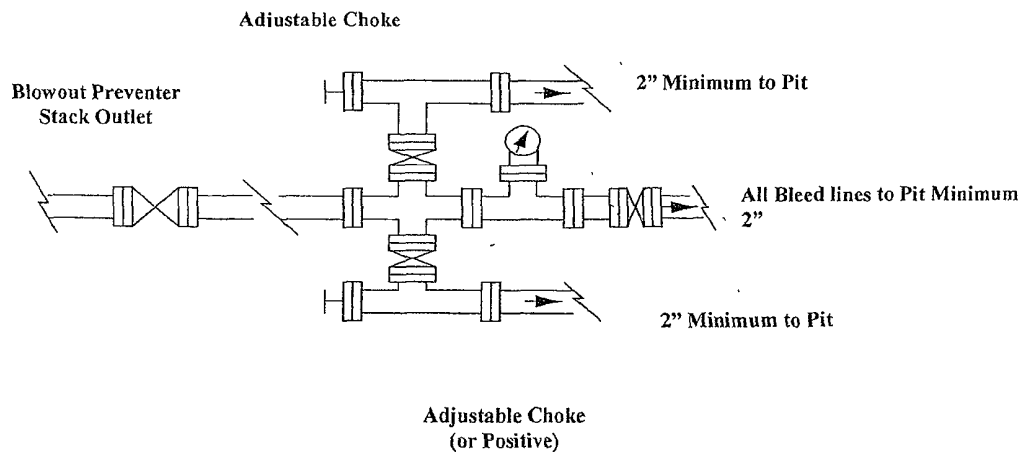 Adjustable Choke
2” Minimum to Pit
Blowout Preventer
Stack Outlet
All Bleed lines to Pit Minimum
2”
2” Minimum to Pit
Adjustable Choke
(or Positive)